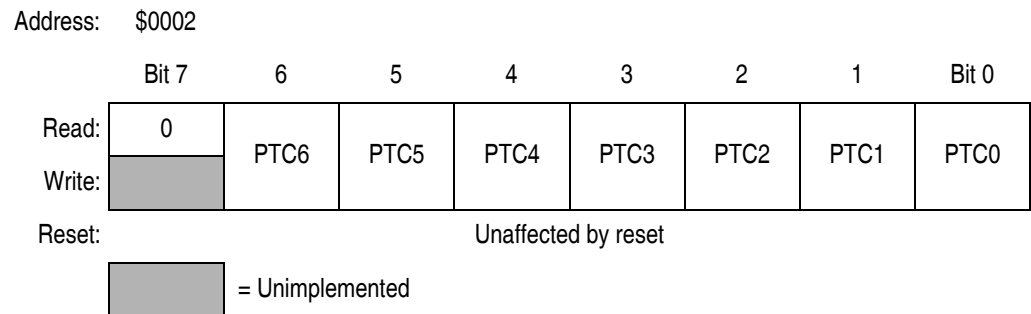 Address: $0002
Bit 7 6 5 4 3 2 1 Bit 0
Read: 0 PTC6 PTC5 PTC4 PTC3 PTC2 PTC1 PTC0
Write:
Reset: Unaffected by reset
= Unimplemented